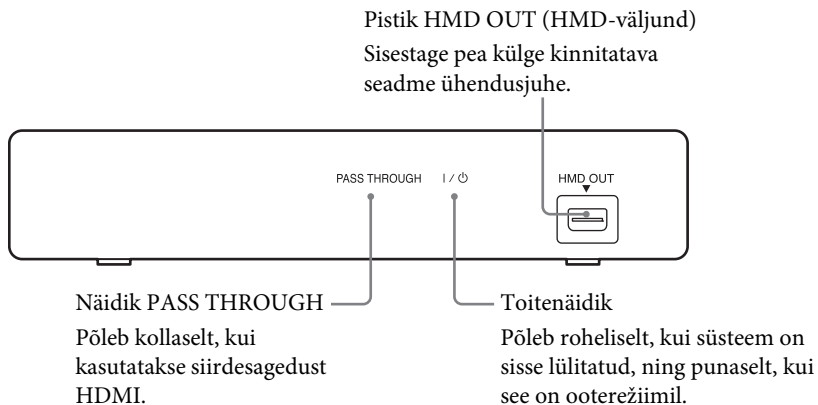 Pistik HMD OUT (HMD-väljund)
Sisestage pea külge kinnitatava
seadme ühendusjuhe.
PASS THROUGH
I / ⏻
HMD OUT
Näidik PASS THROUGH
Põleb kollaselt, kui
kasutatakse siirdesagedust
HDMI.
Toitenäidik
Põleb roheliselt, kui süsteem on
sisse lülitatud, ning punaselt, kui
see on ooterežiimil.